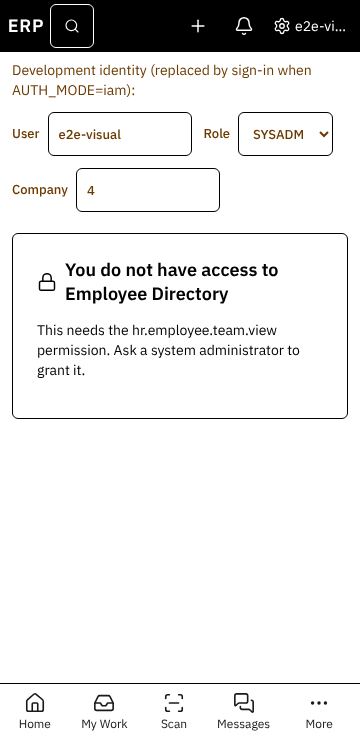 ERP
e2e-vi...
Development identity (replaced by sign-in when
AUTH_MODE=iam):
User e2e-visual Role SYSADM
Company 4
You do not have access to
Employee Directory
This needs the hr.employee.team.view
permission. Ask a system administrator to
grant it.
Home My Work Scan Messages More